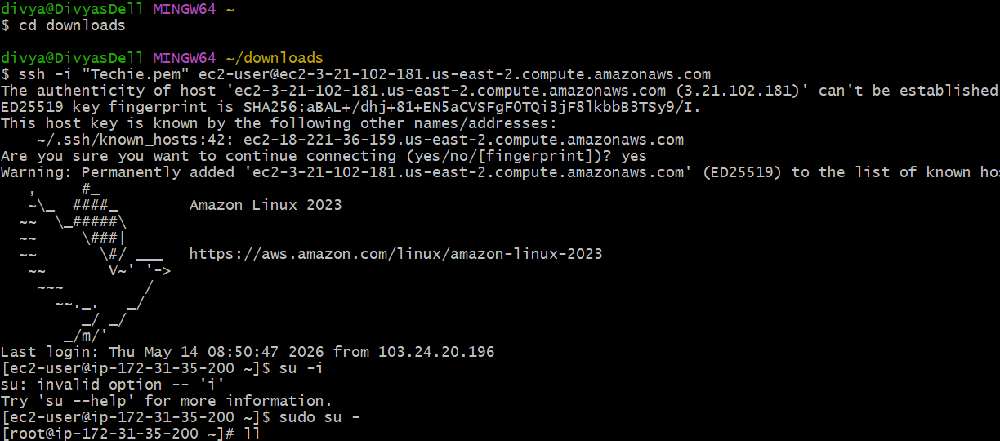 divya@DivyasDell MINGW64 ~
$ cd downloads
divya@DivyasDell MINGW64 ~/downloads
$ ssh -i "Techie.pem" ec2-user@ec2-3-21-102-181.us-east-2.compute.amazonaws.com
The authenticity of host 'ec2-3-21-102-181.us-east-2.compute.amazonaws.com (3.21.102.181)' can't be established
ED25519 key fingerprint is SHA256:aBAL+/dhj+81+EN5aCVSFgF0TQi3jF8lkbbB3TSy9/I.
This host key is known by the following other names/addresses:
    ~/.ssh/known_hosts:42: ec2-18-221-36-159.us-east-2.compute.amazonaws.com
Are you sure you want to continue connecting (yes/no/[fingerprint])? yes
Warning: Permanently added 'ec2-3-21-102-181.us-east-2.compute.amazonaws.com' (ED25519) to the list of known hos
   ,     #_
   ~\_  ####_        Amazon Linux 2023
  ~~  \_#####\
  ~~     \###|
  ~~       \#/ ___   https://aws.amazon.com/linux/amazon-linux-2023
   ~~       V~' '->
    ~~~         /
      ~~._.   _/
         _/ _/
       _/m/'
Last login: Thu May 14 08:50:47 2026 from 103.24.20.196
[ec2-user@ip-172-31-35-200 ~]$ su -i
su: invalid option -- 'i'
Try 'su --help' for more information.
[ec2-user@ip-172-31-35-200 ~]$ sudo su -
[root@ip-172-31-35-200 ~]# ll